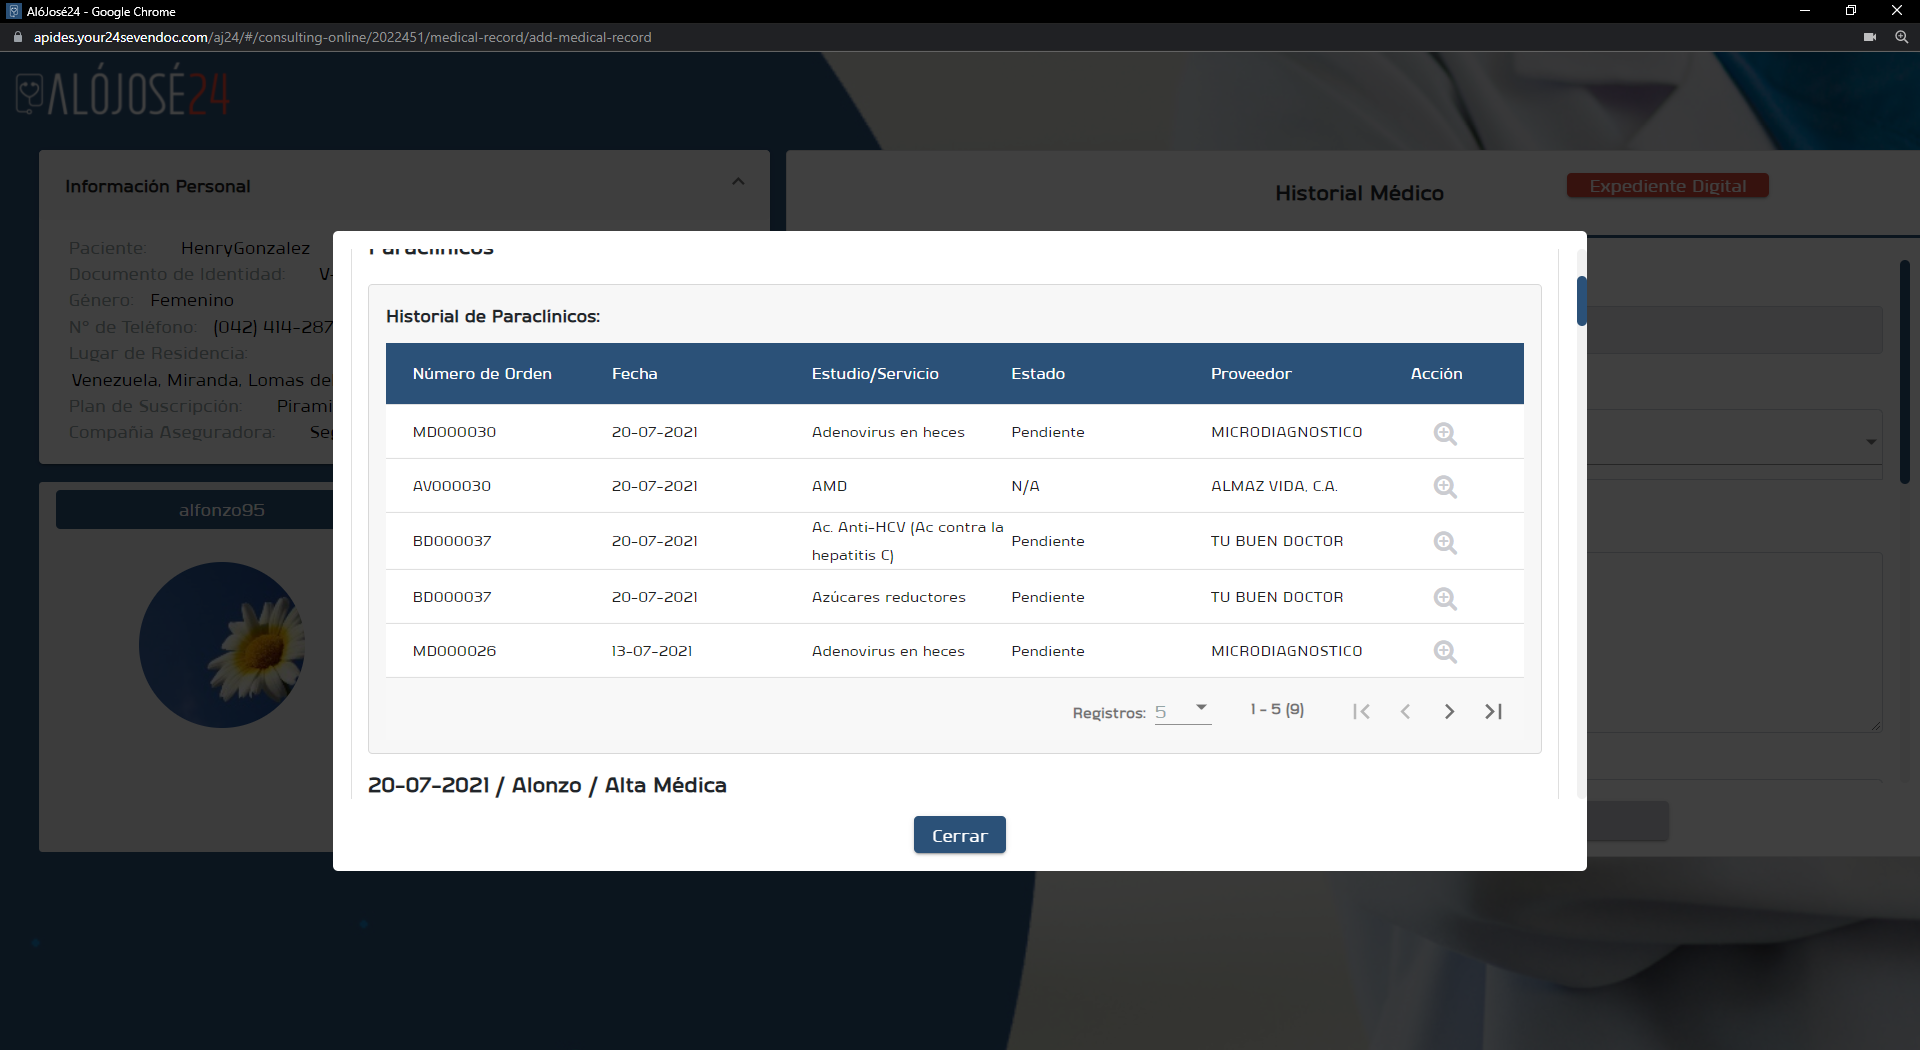 AlóJosé24 - Google Chrome
apides.your24sevendoc.com/aj24/#/consulting-online/2022451/medical-record/add-medical-record
ALÓJOSÉ24
Información Personal
Historial Médico
Expediente Digital
Paciente: HenryGonzalez
Documento de Identidad: V-
Género: Femenino
N° de Teléfono: (042) 414-287
Lugar de Residencia:
Venezuela, Miranda, Lomas de
Plan de Suscripción:
Compañia Aseguradora:
alfonzo95
Paraclínicos
Historial de Paraclínicos:
Número de Orden Fecha Estudio/Servicio Estado Proveedor Acción
MD000030 20-07-2021 Adenovirus en heces Pendiente MICRODIAGNOSTICO
AV000030 20-07-2021 AMD N/A ALMAZ VIDA, C.A.
BD000037 20-07-2021 Ac. Anti-HCV (Ac contra la hepatitis C) Pendiente TU BUEN DOCTOR
BD000037 20-07-2021 Azúcares reductores Pendiente TU BUEN DOCTOR
MD000026 13-07-2021 Adenovirus en heces Pendiente MICRODIAGNOSTICO
Registros: 5 1 - 5 (9)
20-07-2021 / Alonzo / Alta Médica
Cerrar